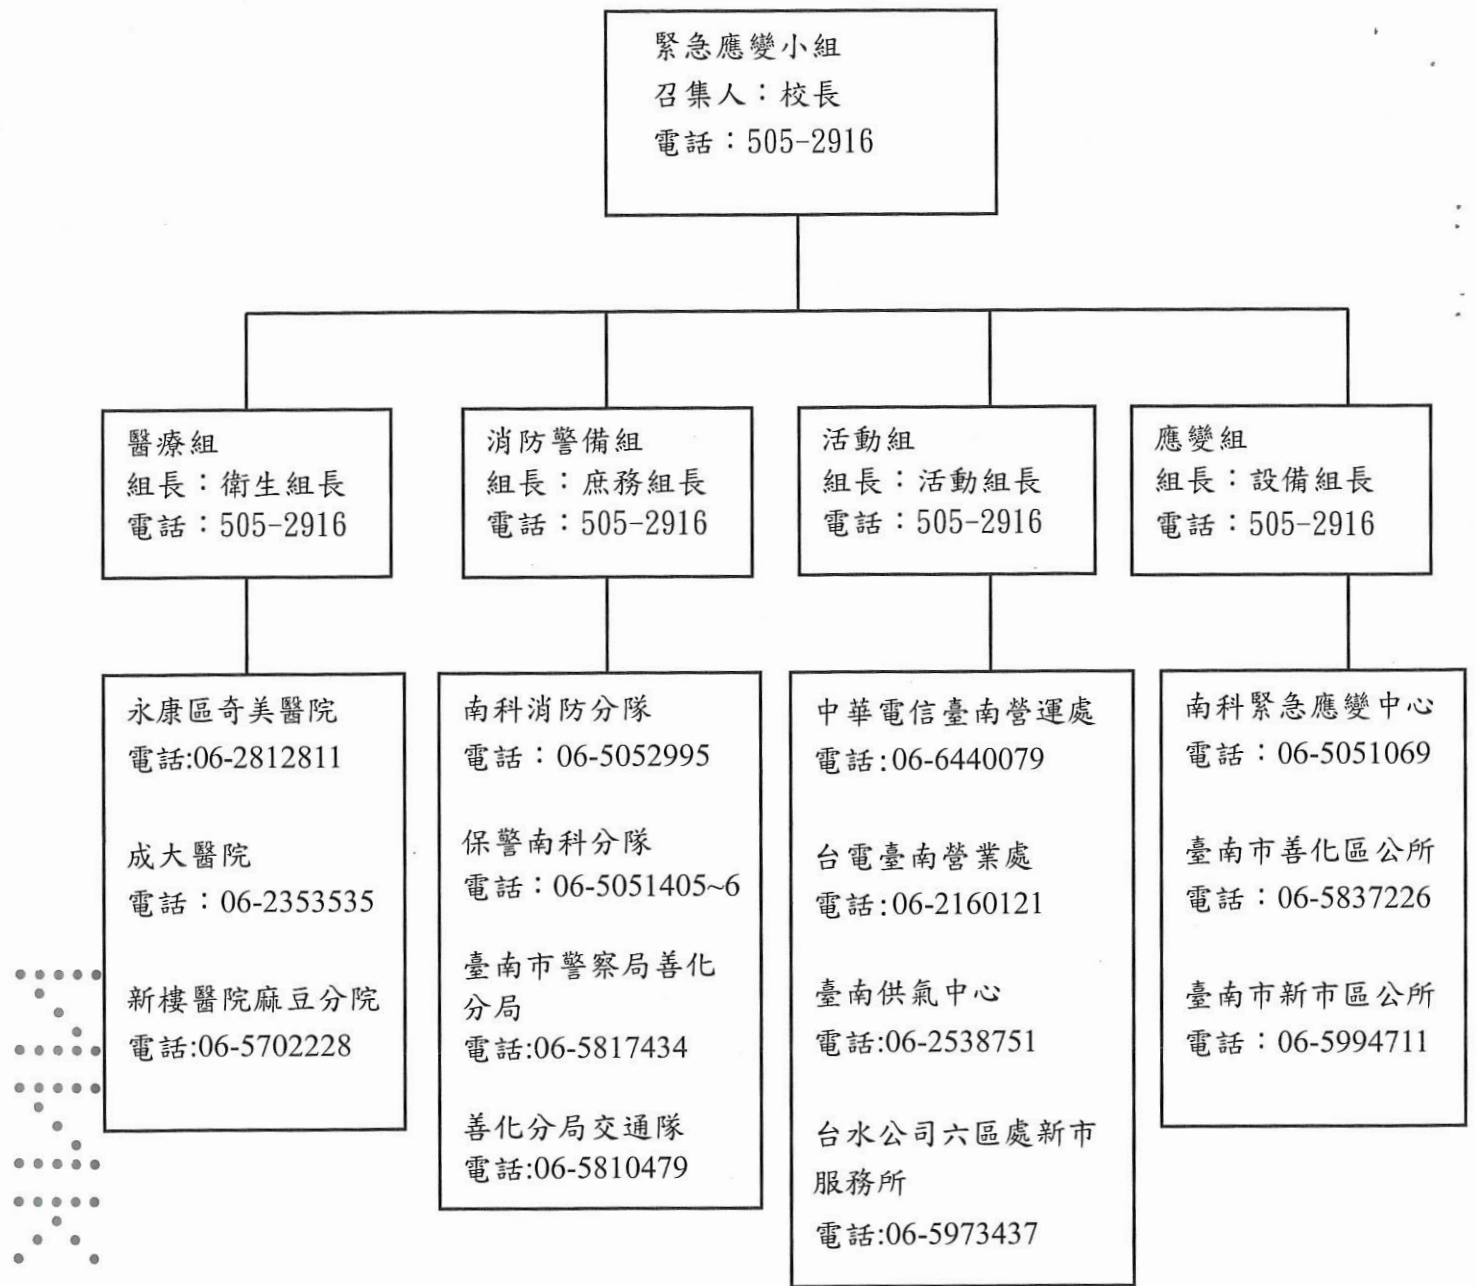 緊急應變小組
召集人：校長
電話：505-2916
醫療組
組長：衛生組長
電話：505-2916
消防警備組
組長：庶務組長
電話：505-2916
活動組
組長：活動組長
電話：505-2916
應變組
組長：設備組長
電話：505-2916
永康區奇美醫院
電話:06-2812811
成大醫院
電話：06-2353535
新樓醫院麻豆分院
電話:06-5702228
南科消防分隊
電話：06-5052995
保警南科分隊
電話：06-5051405~6
臺南市警察局善化
分局
電話:06-5817434
善化分局交通隊
電話:06-5810479
中華電信臺南營運處
電話:06-6440079
台電臺南營業處
電話:06-2160121
臺南供氣中心
電話:06-2538751
台水公司六區處新市
服務所
電話:06-5973437
南科緊急應變中心
電話：06-5051069
臺南市善化區公所
電話：06-5837226
臺南市新市區公所
電話：06-5994711